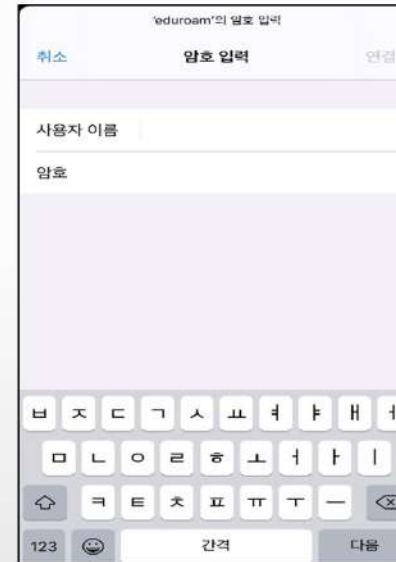 'eduroam'의 암호 입력
취소 암호 입력 연결
사용자 이름
암호
ㅂ ㅈ ㄷ ㄱ ㅅ ㅛ ㅕ ㅑ ㅐ ㅔ
ㅁ ㄴ ㅇ ㄹ ㅎ ㅗ ㅓ ㅏ ㅣ
ㅋ ㅌ ㅊ ㅍ ㅠ ㅜ ㅡ
123 간격 다음